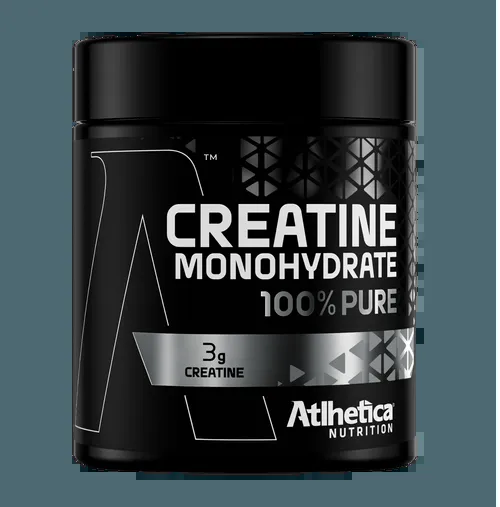 ™
CREATINE
MONOHYDRATE
100% PURE
3g
CREATINE
Atlhetica
NUTRITION